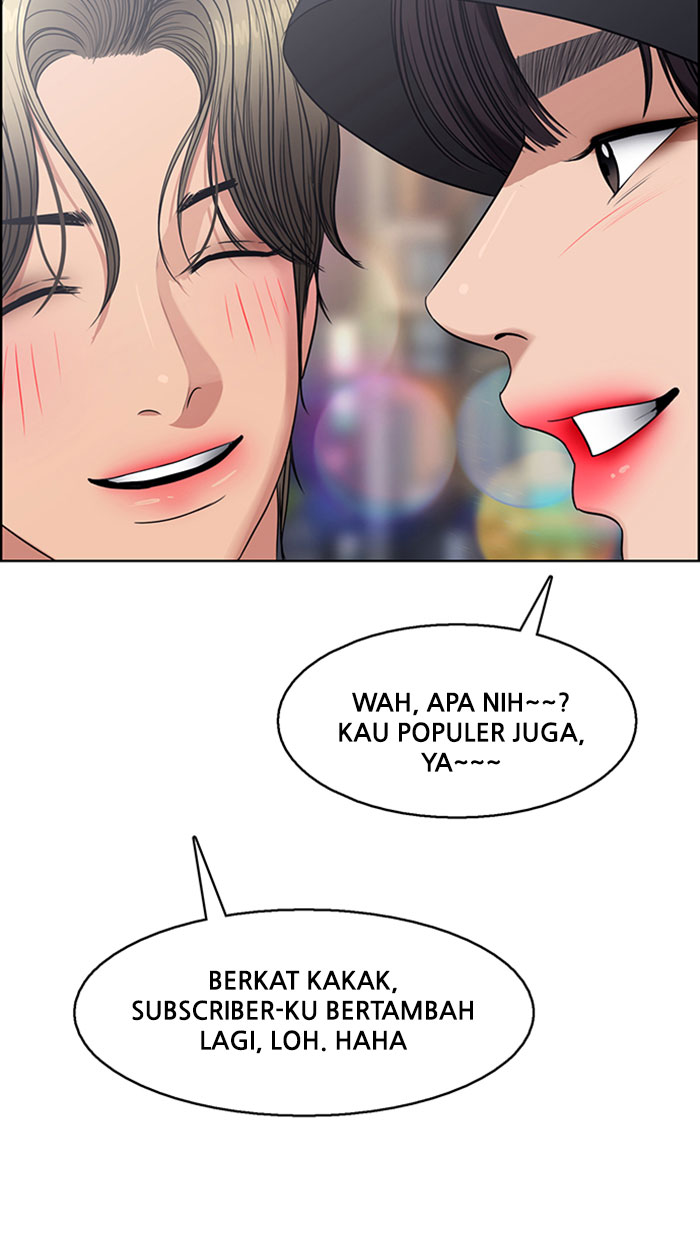 WAH, APA NIH~~?
KAU POPULER JUGA,
YA~~~
BERKAT KAKAK,
SUBSCRIBER-KU BERTAMBAH
LAGI, LOH. HAHA